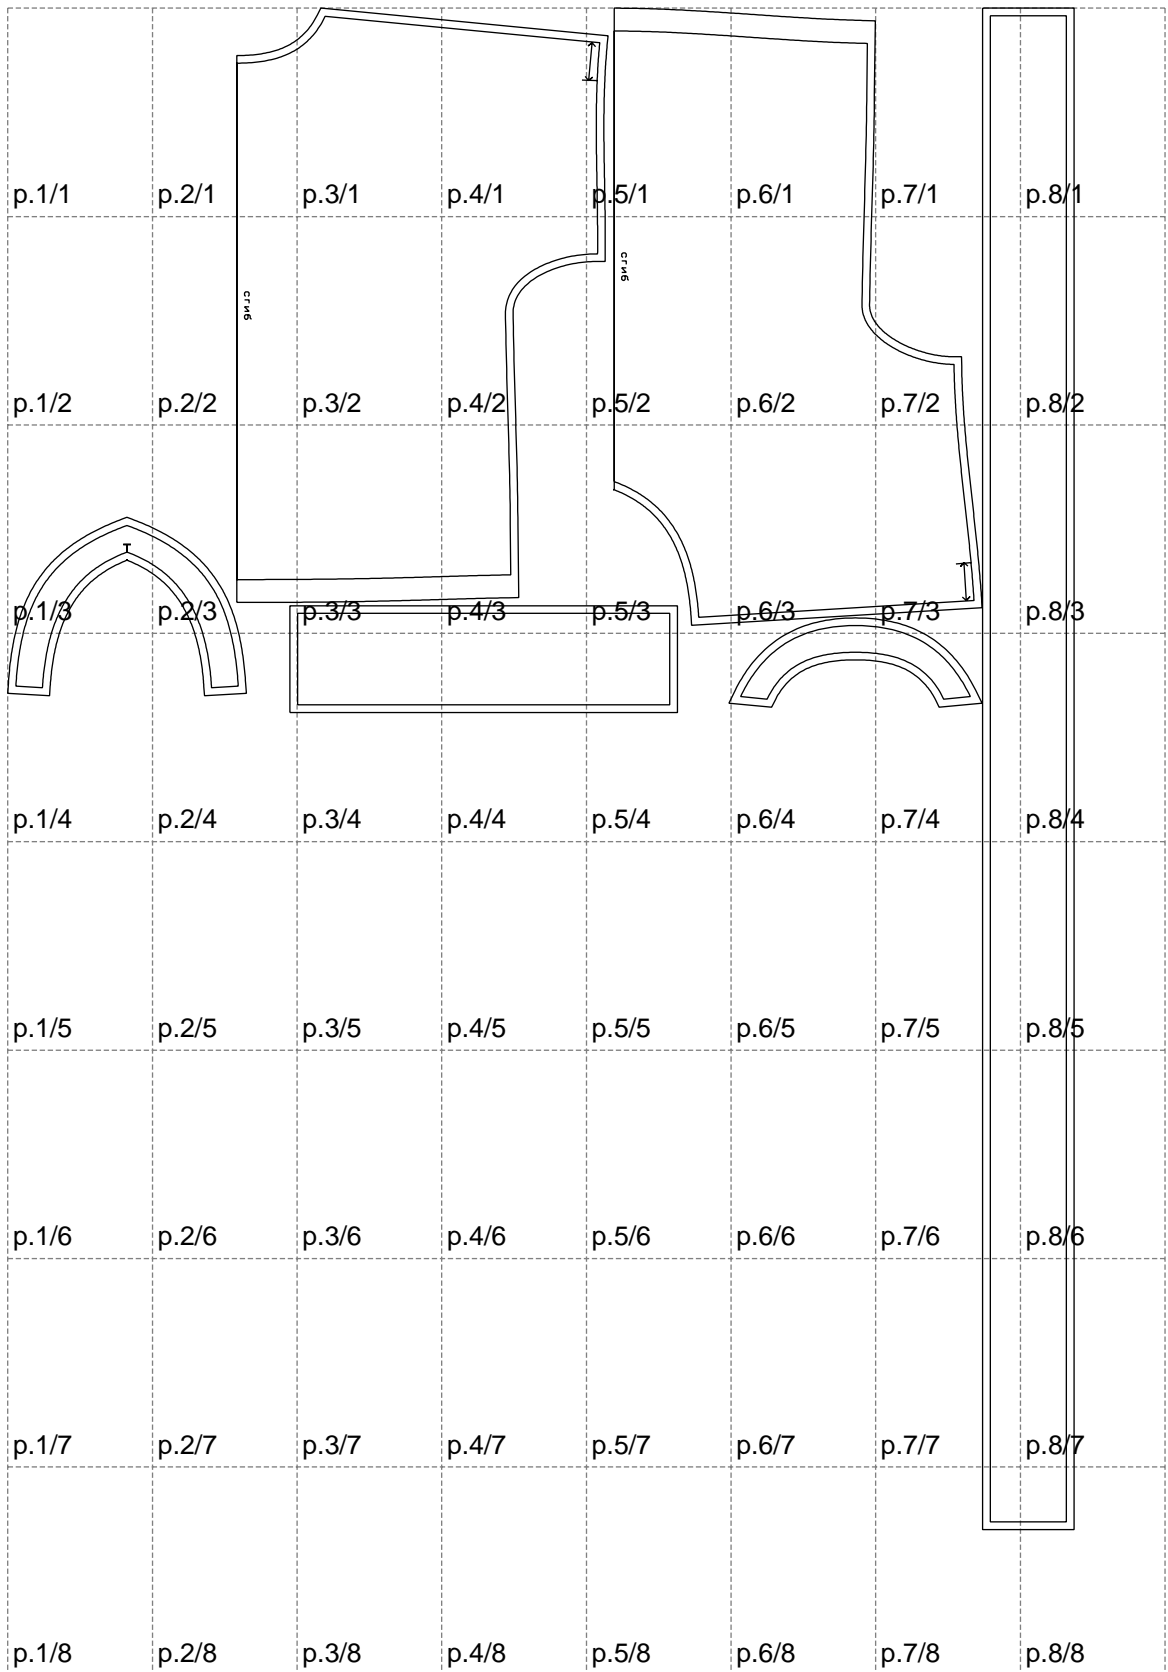 p.1/1 p.2/1 p.3/1 p.4/1 p.5/1 p.6/1 p.7/1 p.8/1
сгиб
сгиб
p.1/2 p.2/2 p.3/2 p.4/2 p.5/2 p.6/2 p.7/2 p.8/2
p.1/3 p.2/3 p.3/3 p.4/3 p.5/3 p.6/3 p.7/3 p.8/3
p.1/4 p.2/4 p.3/4 p.4/4 p.5/4 p.6/4 p.7/4 p.8/4
p.1/5 p.2/5 p.3/5 p.4/5 p.5/5 p.6/5 p.7/5 p.8/5
p.1/6 p.2/6 p.3/6 p.4/6 p.5/6 p.6/6 p.7/6 p.8/6
p.1/7 p.2/7 p.3/7 p.4/7 p.5/7 p.6/7 p.7/7 p.8/7
p.1/8 p.2/8 p.3/8 p.4/8 p.5/8 p.6/8 p.7/8 p.8/8